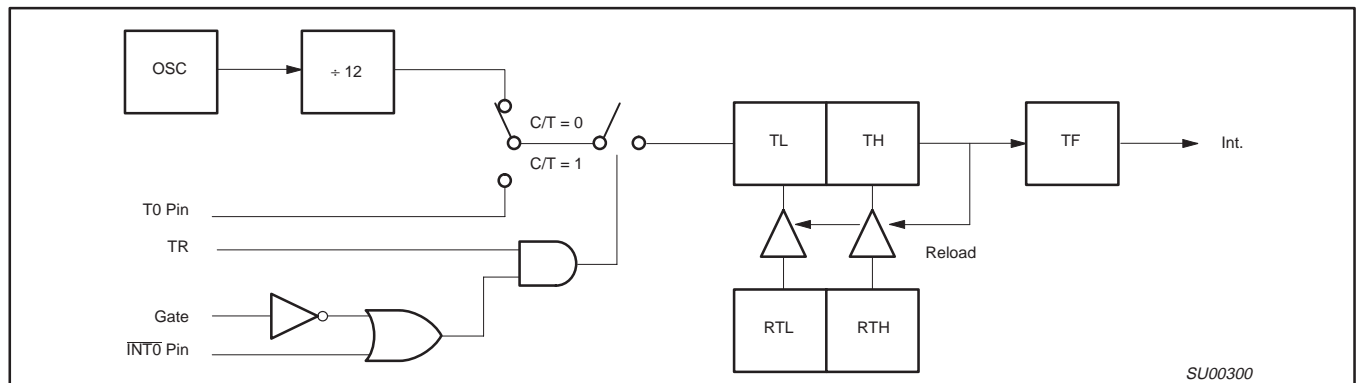 OSC
÷ 12
C/T = 0
C/T = 1
TL
TH
TF
Int.
T0 Pin
TR
Reload
Gate
INT0 Pin
RTL
RTH
SU00300